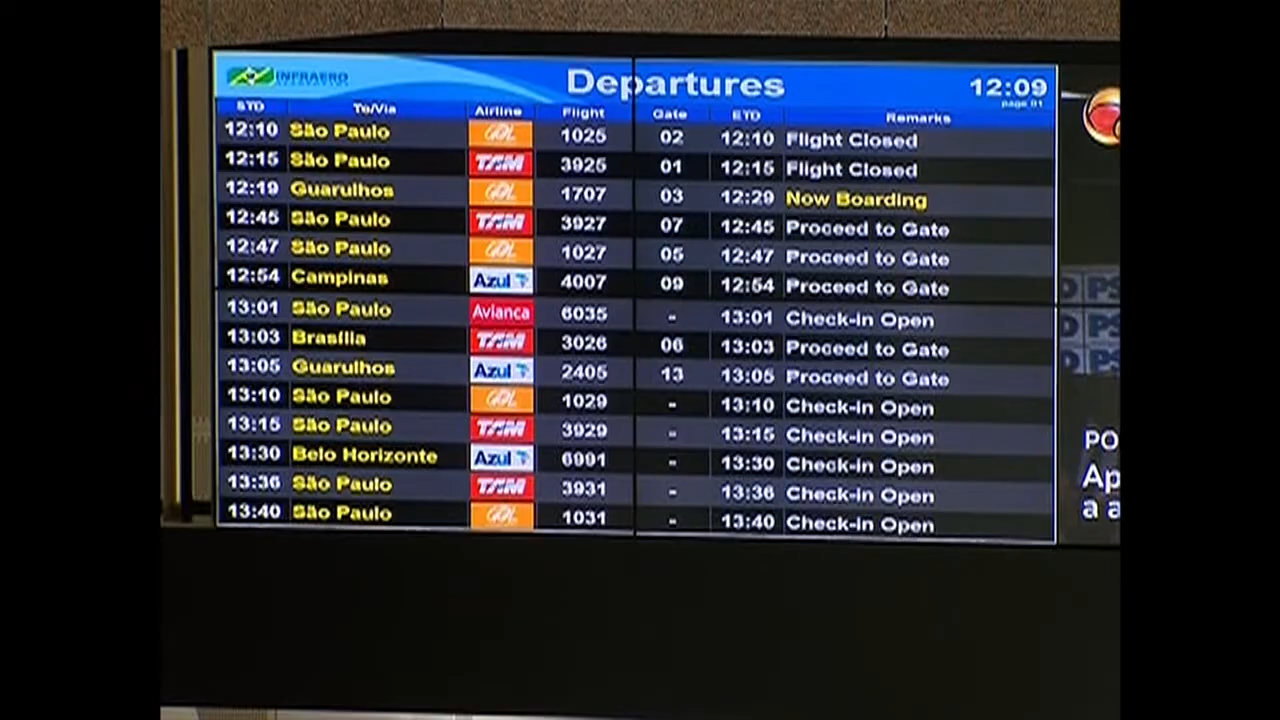 INFRAERO
Departures
12:09
page 01
STD To/Via Airline Flight Gate ETD Remarks
12:10 São Paulo GOL 1025 02 12:10 Flight Closed
12:15 São Paulo TAM 3925 01 12:15 Flight Closed
12:19 Guarulhos GOL 1707 03 12:29 Now Boarding
12:45 São Paulo TAM 3927 07 12:45 Proceed to Gate
12:47 São Paulo GOL 1027 05 12:47 Proceed to Gate
12:54 Campinas Azul 4007 09 12:54 Proceed to Gate
13:01 São Paulo Avianca 6035 - 13:01 Check-in Open
13:03 Brasília TAM 3026 06 13:03 Proceed to Gate
13:05 Guarulhos Azul 2405 13 13:05 Proceed to Gate
13:10 São Paulo GOL 1029 - 13:10 Check-in Open
13:15 São Paulo TAM 3929 - 13:15 Check-in Open
13:30 Belo Horizonte Azul 6991 - 13:30 Check-in Open
13:36 São Paulo TAM 3931 - 13:36 Check-in Open
13:40 São Paulo GOL 1031 - 13:40 Check-in Open
D PS
D PS
D PS
PO
Ap
a a